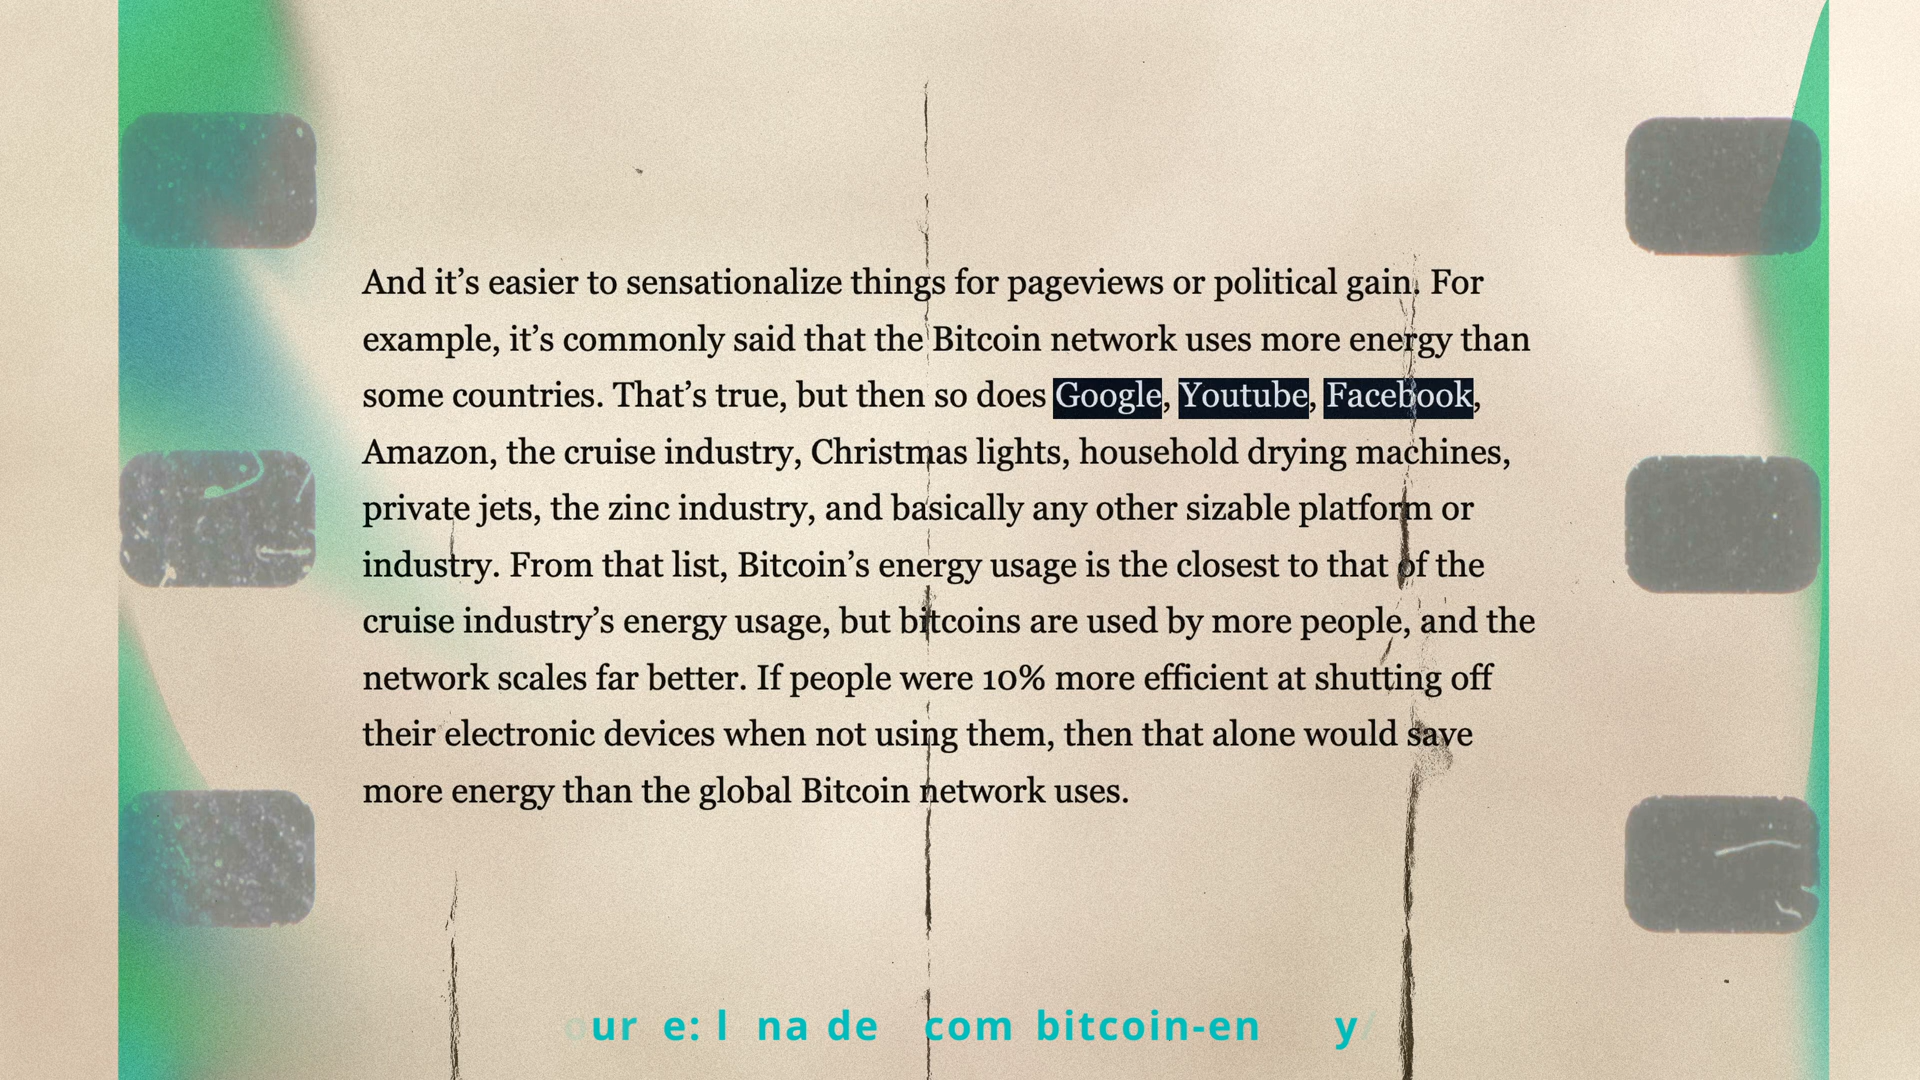 And it’s easier to sensationalize things for pageviews or political gain. For
example, it’s commonly said that the Bitcoin network uses more energy than
some countries. That’s true, but then so does Google, Youtube, Facebook,
Amazon, the cruise industry, Christmas lights, household drying machines,
private jets, the zinc industry, and basically any other sizable platform or
industry. From that list, Bitcoin’s energy usage is the closest to that of the
cruise industry’s energy usage, but bitcoins are used by more people, and the
network scales far better. If people were 10% more efficient at shutting off
their electronic devices when not using them, then that alone would save
more energy than the global Bitcoin network uses.
our e: l na de com bitcoin-en y/